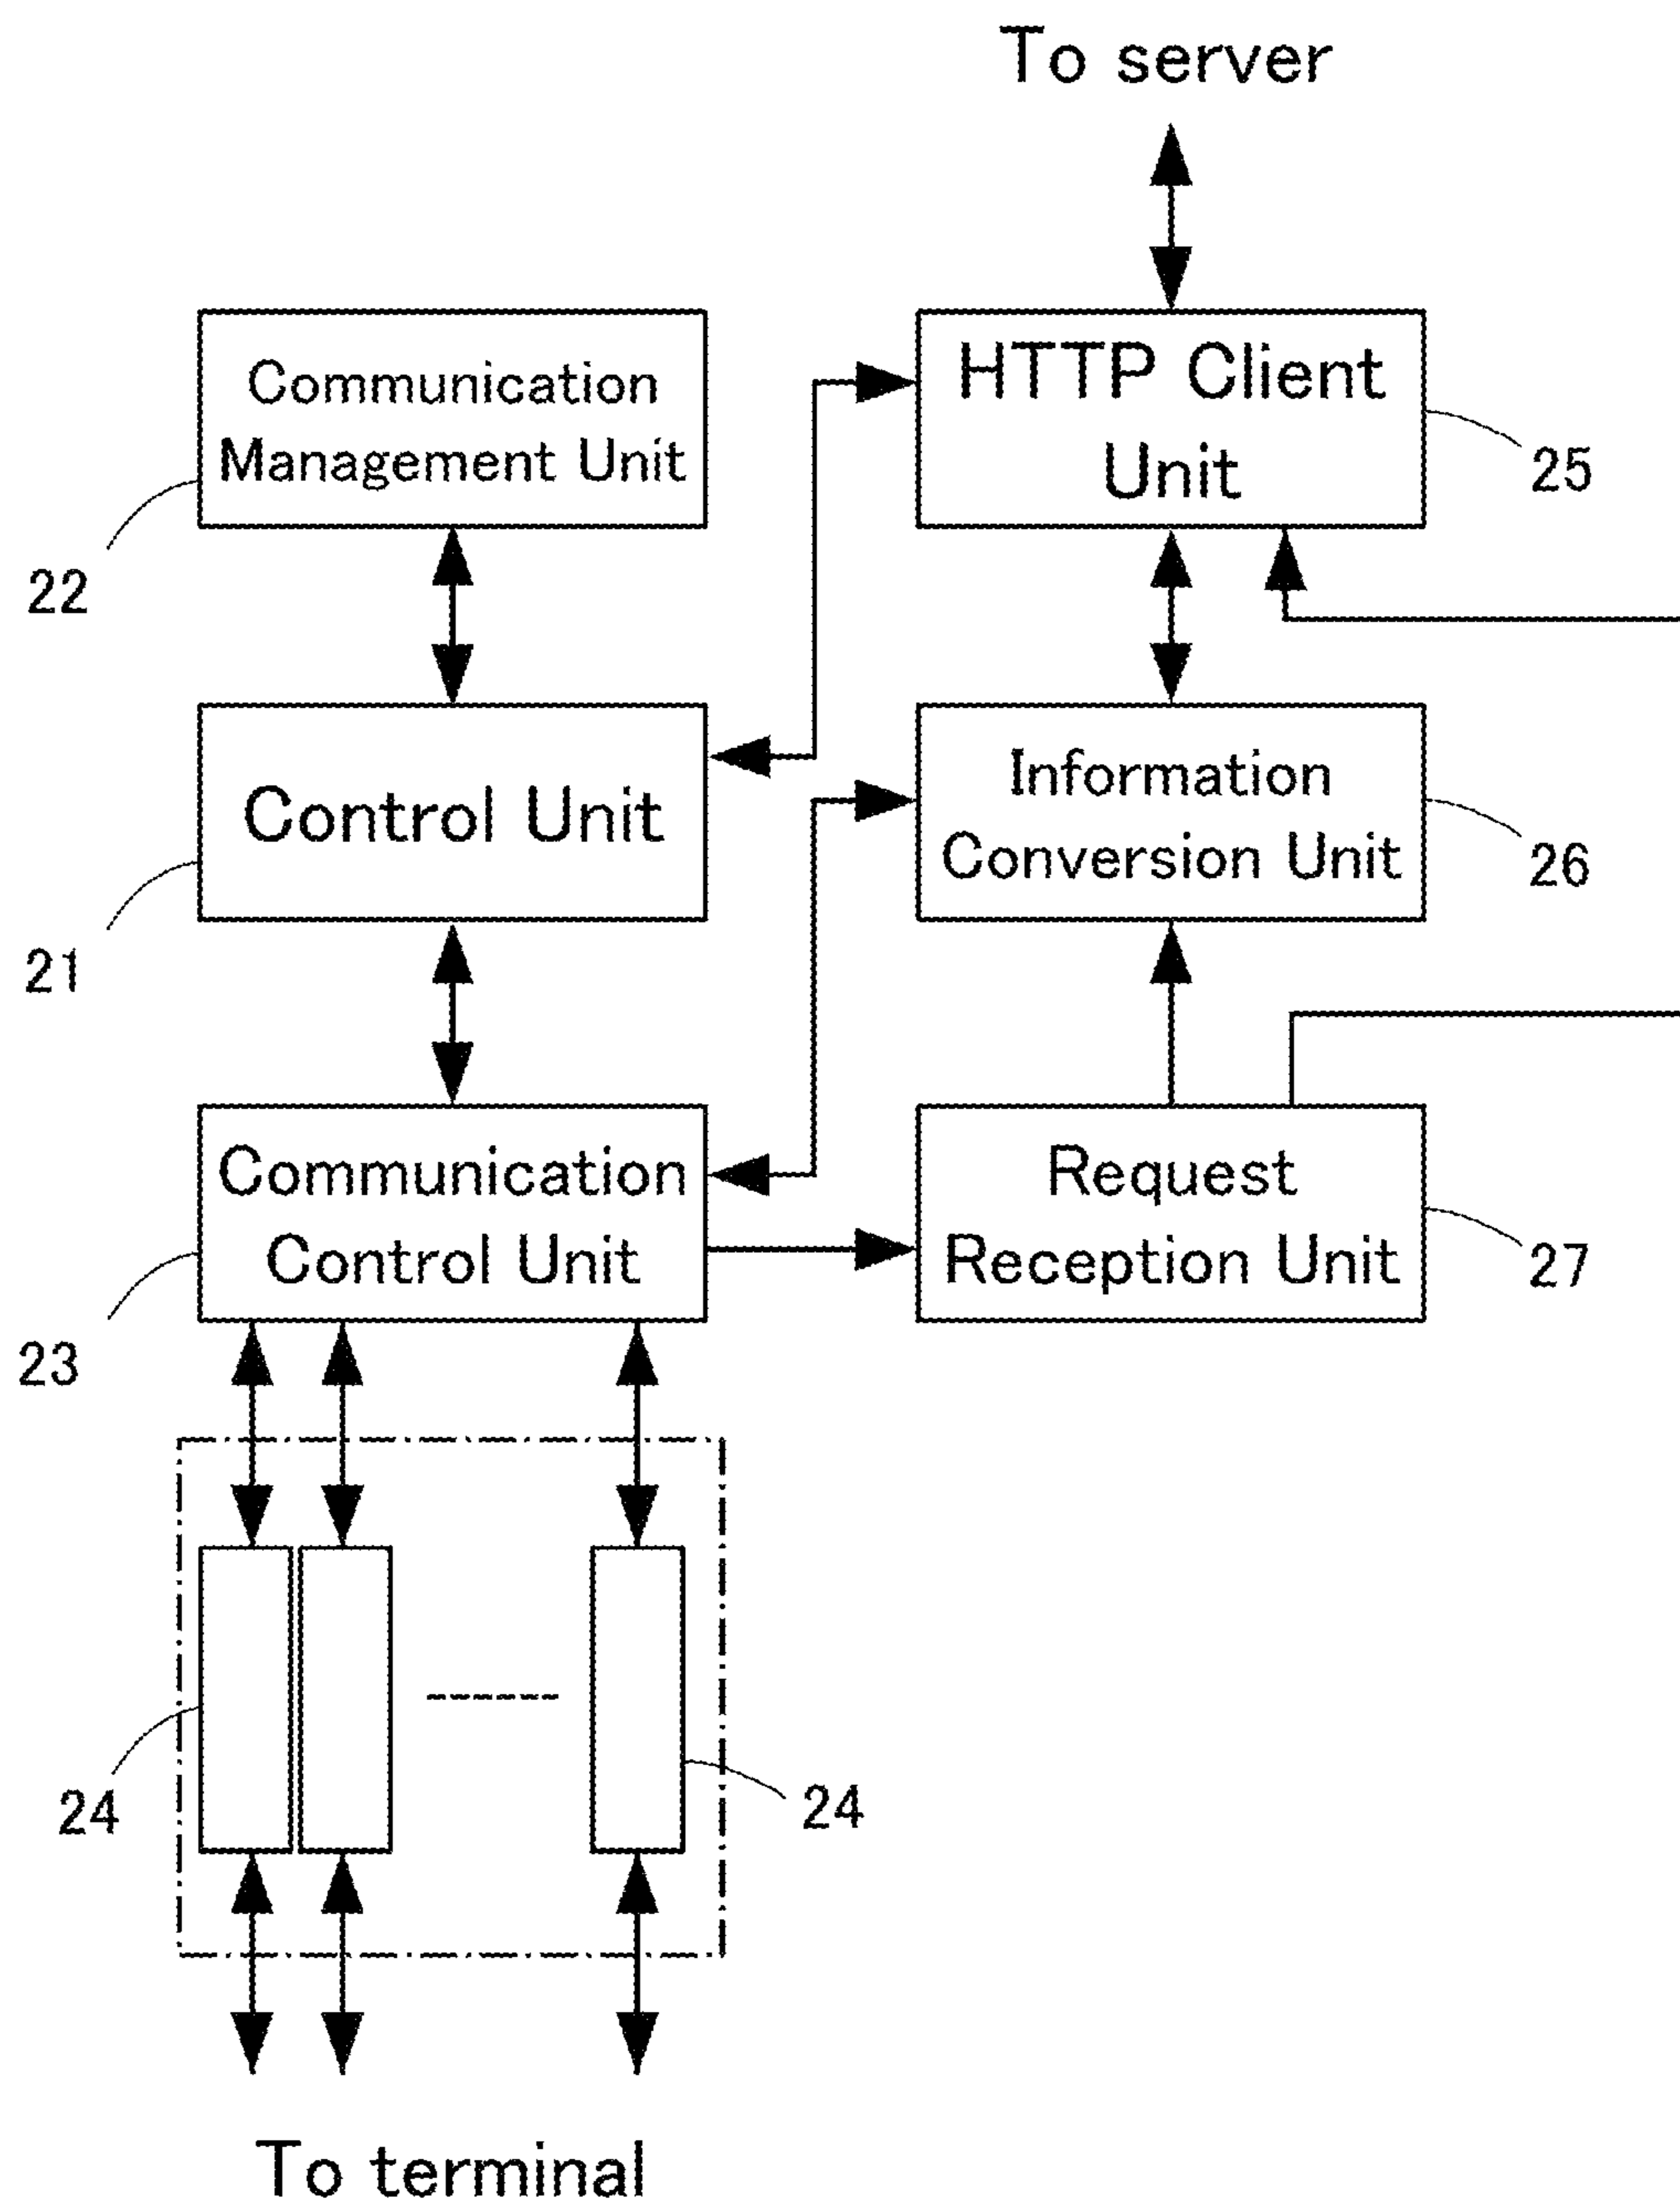 To server
Communication
Management Unit
22
HTTP Client
Unit
25
Control Unit
21
Information
Conversion Unit
26
Communication
Control Unit
23
Request
Reception Unit
27
24
24
To terminal